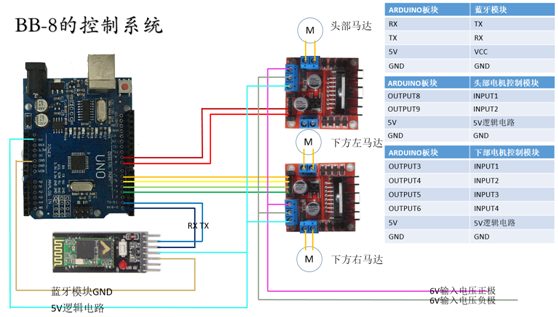 BB-8的控制系统
M
头部马达
M
下方左马达
M
下方右马达
UNO
RX TX
蓝牙模块GND
5V逻辑电路
6V输入电压正极
6V输入电压负极
ARDUINO板块 蓝牙模块
RX TX
TX RX
5V VCC
GND GND
ARDUINO板块 头部电机控制模块
OUTPUT8 INPUT1
OUTPUT9 INPUT2
5V 5V逻辑电路
GND GND
ARDUINO板块 下部电机控制模块
OUTPUT3 INPUT1
OUTPUT4 INPUT2
OUTPUT5 INPUT3
OUTPUT6 INPUT4
5V 5V逻辑电路
GND GND